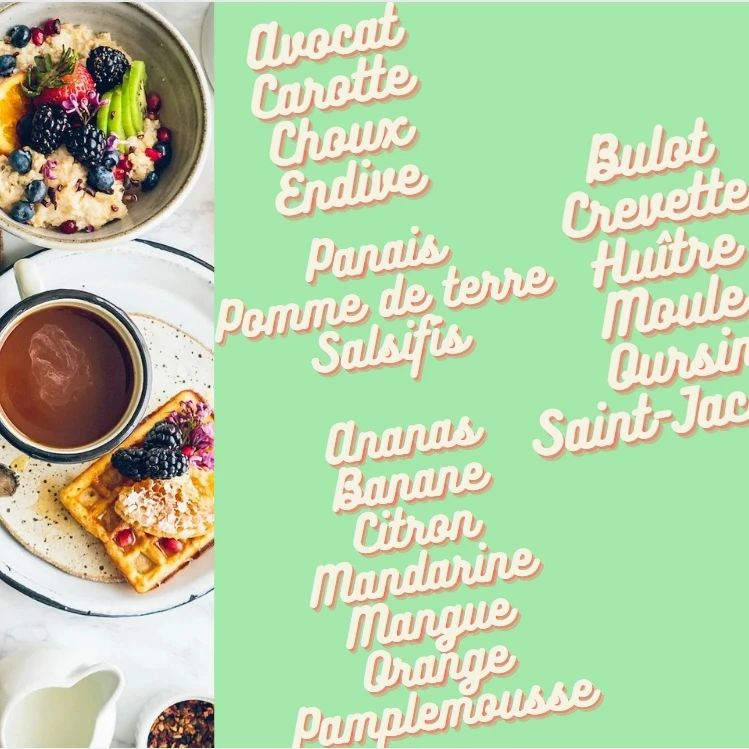 Avocat
Carotte
Choux
Endive
Panais
Pomme de terre
Salsifis
Ananas
Banane
Citron
Mandarine
Mangue
Orange
Pamplemousse
Bulot
Crevette
Huître
Moule
Oursin
Saint-Jac